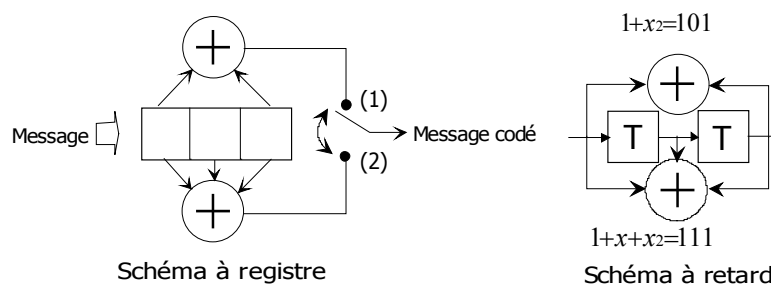 1+x2=101
(1)
Message
Message codé
(2)
T
T
1+x+x2=111
Schéma à registre
Schéma à retard